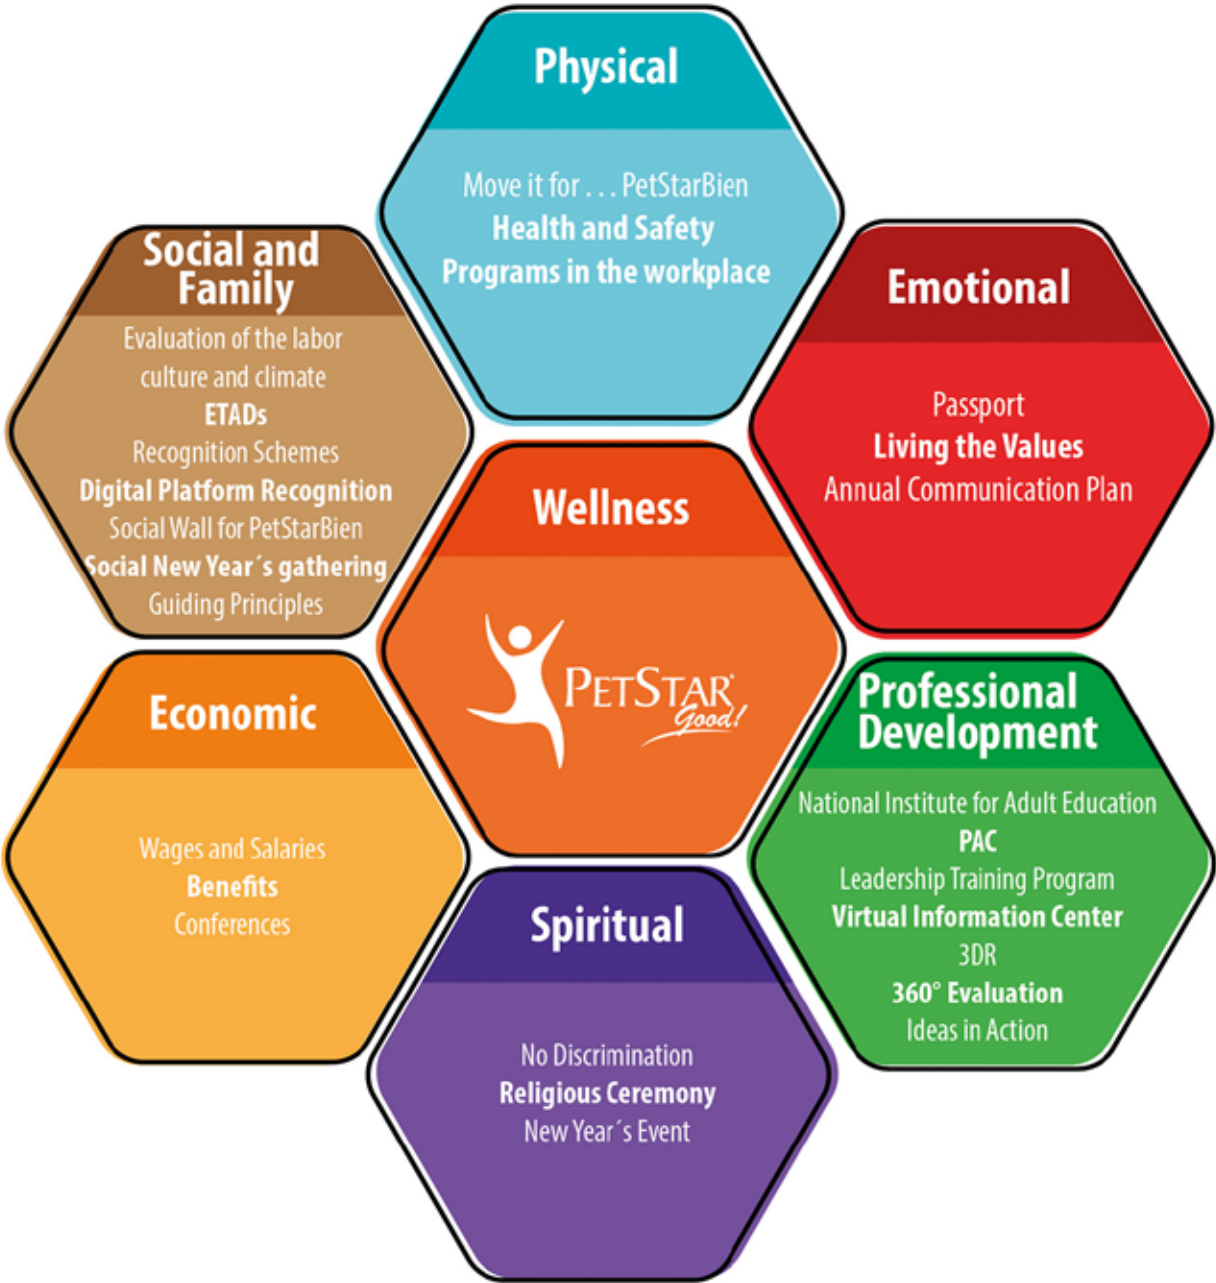 Physical
Move it for . . . PetStarBien
Health and Safety
Programs in the workplace
Social and
Family
Evaluation of the labor
culture and climate
ETADs
Recognition Schemes
Digital Platform Recognition
Social Wall for PetStarBien
Social New Year´s gathering
Guiding Principles
Emotional
Passport
Living the Values
Annual Communication Plan
Wellness
PETSTAR
Good!
Economic
Wages and Salaries
Benefits
Conferences
Professional
Development
National Institute for Adult Education
PAC
Leadership Training Program
Virtual Information Center
3DR
360° Evaluation
Ideas in Action
Spiritual
No Discrimination
Religious Ceremony
New Year´s Event